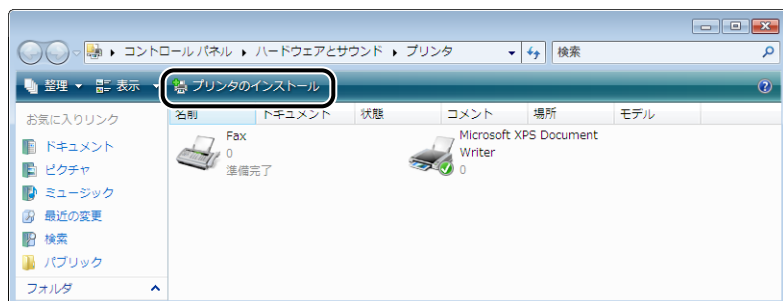 コントロール パネル ハードウェアとサウンド プリンタ 検索
整理 表示 プリンタのインストール
お気に入りリンク
ドキュメント
ピクチャ
ミュージック
最近の変更
検索
パブリック
フォルダ
名前 ドキュメント 状態 コメント 場所 モデル
Fax
0
準備完了
Microsoft XPS Document
Writer
0